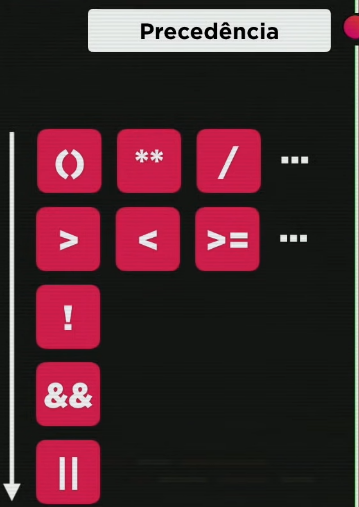 Precedência
() ** / ...
> < >= ...
!
&&
||